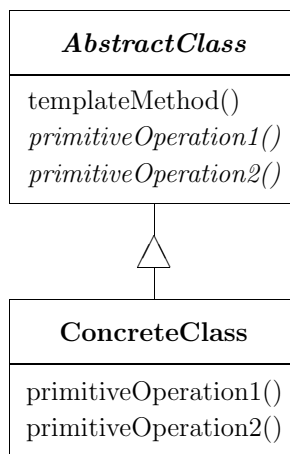 AbstractClass
templateMethod()
primitiveOperation1()
primitiveOperation2()
ConcreteClass
primitiveOperation1()
primitiveOperation2()